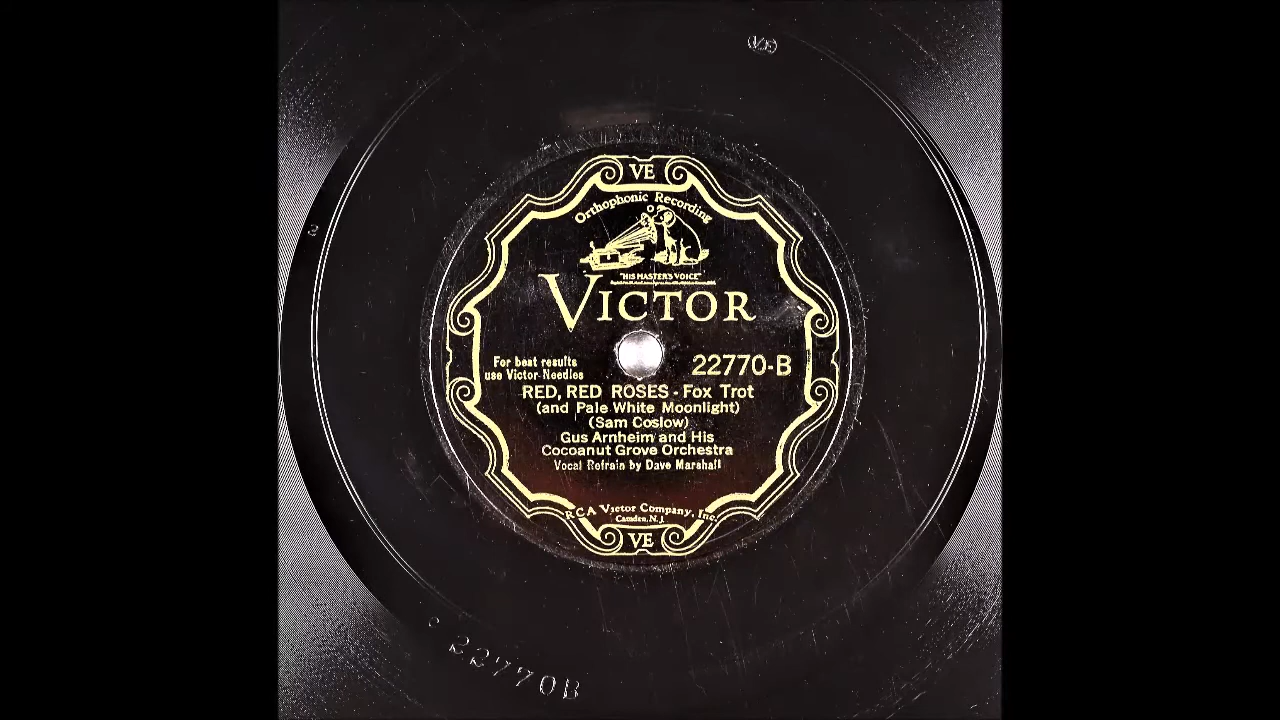 VE
VE
Orthophonic Recording
"HIS MASTER'S VOICE"
VICTOR
For best results
use Victor Needles
22770-B
RED, RED ROSES - Fox Trot
(and Pale White Moonlight)
(Sam Coslow)
Gus Arnheim and His
Cocoanut Grove Orchestra
Vocal Refrain by Dave Marshall
RCA Victor Company, Inc.
Camden, N.J.
VE
2
22770B